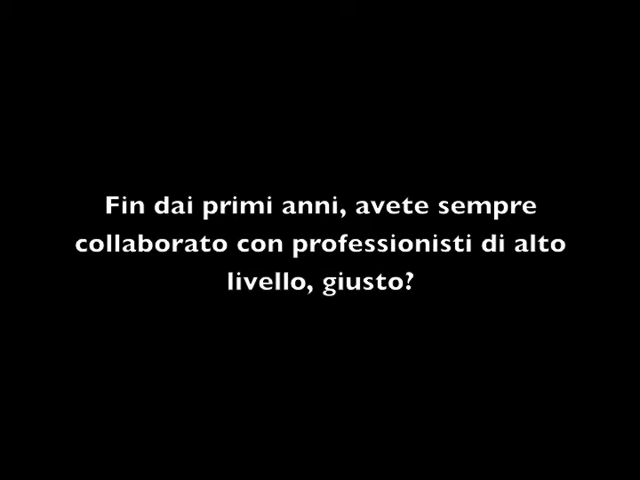 Fin dai primi anni, avete sempre
collaborato con professionisti di alto
livello, giusto?